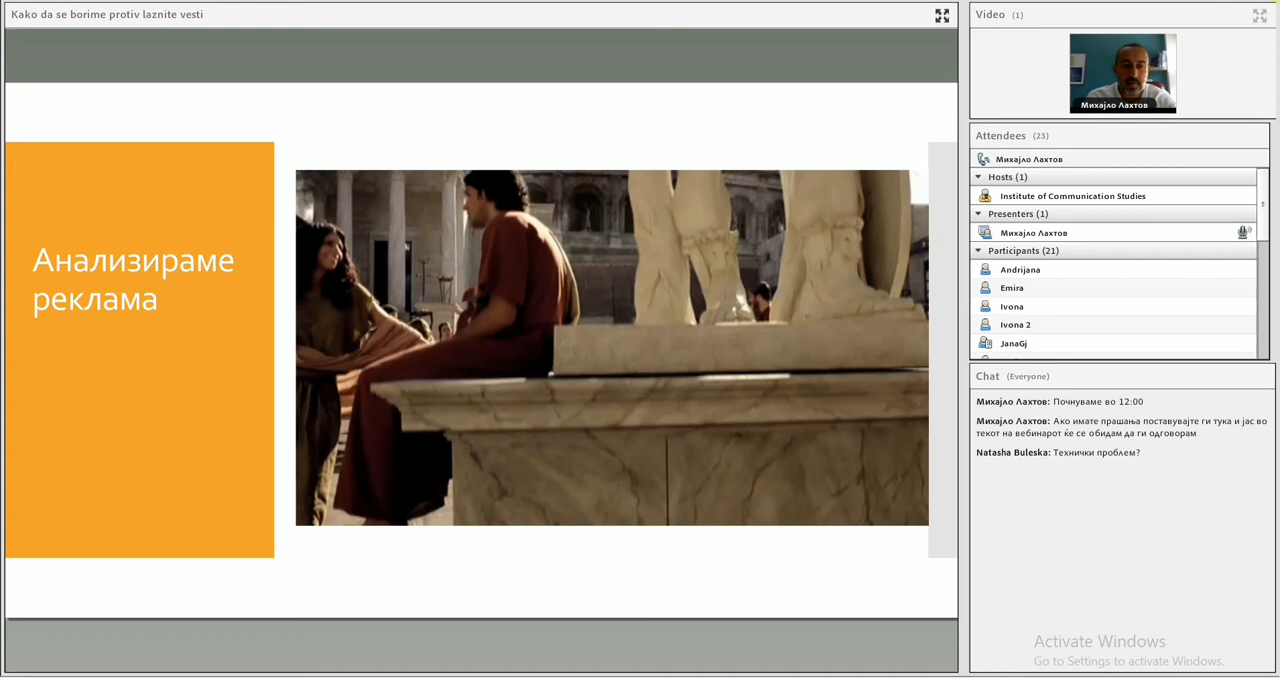 Kako da se borime protiv laznite vesti
Анализираме
реклама
Video (1)
Михајло Лахтов
Attendees (23)
Михајло Лахтов
Hosts (1)
Institute of Communication Studies
Presenters (1)
Михајло Лахтов
Participants (21)
Andrijana
Emira
Ivona
Ivona 2
JanaGj
Chat (Everyone)
Михајло Лахтов: Почнуваме во 12:00
Михајло Лахтов: Ако имате прашања поставувајте ги тука и јас во
текот на вебинарот ќе се обидам да ги одговорам
Natasha Buleska: Технички проблем?
Activate Windows
Go to Settings to activate Windows.